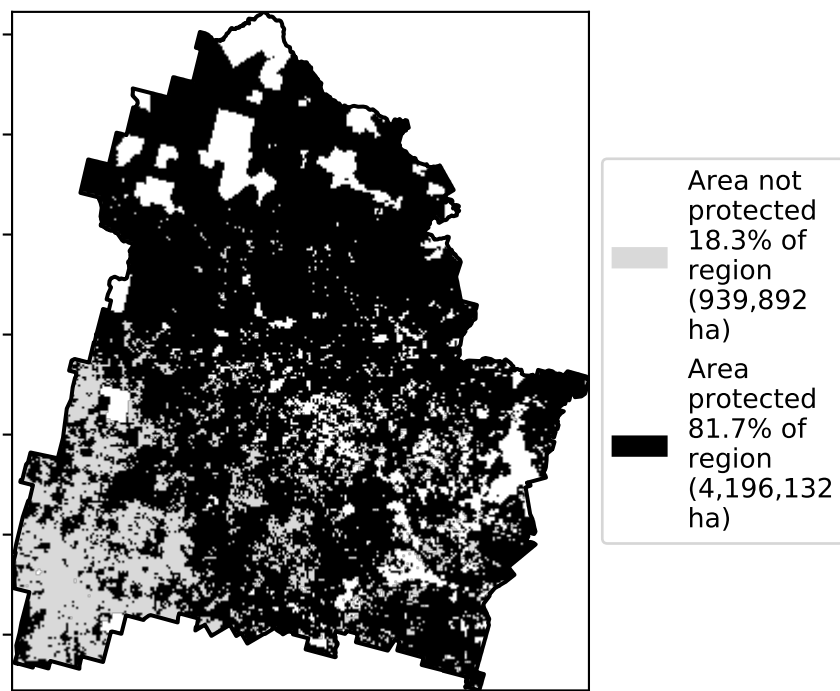 Area not
protected
18.3% of
region
(939,892
ha)
Area
protected
81.7% of
region
(4,196,132
ha)